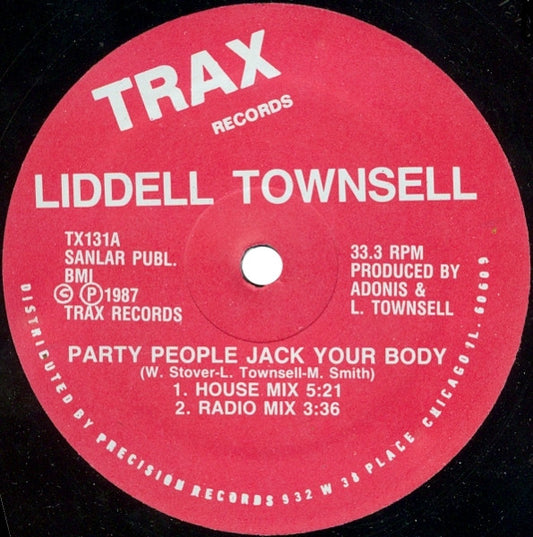 TRAX
RECORDS
LIDDELL TOWNSELL
TX131A
SANLAR PUBL.
BMI
© ℗ 1987
TRAX RECORDS
33.3 RPM
PRODUCED BY
ADONIS &
L. TOWNSELL
PARTY PEOPLE JACK YOUR BODY
(W. Stover-L. Townsell-M. Smith)
1. HOUSE MIX 5:21
2. RADIO MIX 3:36
DISTRICUTED BY PRECISION RECORDS 932 W 38 PLACE CHICAGO IL. 60609